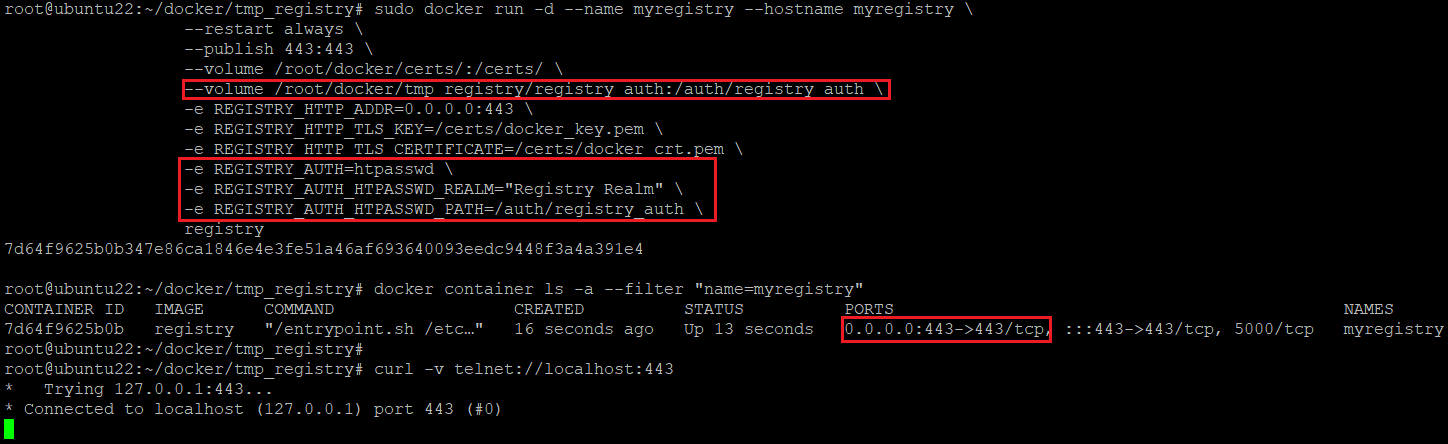 root@ubuntu22:~/docker/tmp_registry# sudo docker run -d --name myregistry --hostname myregistry \
--restart always \
--publish 443:443 \
--volume /root/docker/certs/:/certs/ \
--volume /root/docker/tmp_registry/registry_auth:/auth/registry_auth \
-e REGISTRY_HTTP_ADDR=0.0.0.0:443 \
-e REGISTRY_HTTP_TLS_KEY=/certs/docker_key.pem \
-e REGISTRY_HTTP_TLS_CERTIFICATE=/certs/docker_crt.pem \
-e REGISTRY_AUTH=htpasswd \
-e REGISTRY_AUTH_HTPASSWD_REALM="Registry Realm" \
-e REGISTRY_AUTH_HTPASSWD_PATH=/auth/registry_auth \
registry
7d64f9625b0b347e86ca1846e4e3fe51a46af693640093eedc9448f3a4a391e4
root@ubuntu22:~/docker/tmp_registry# docker container ls -a --filter "name=myregistry"
CONTAINER ID IMAGE COMMAND CREATED STATUS PORTS NAMES
7d64f9625b0b registry "/entrypoint.sh /etc…" 16 seconds ago Up 13 seconds 0.0.0.0:443->443/tcp, :::443->443/tcp, 5000/tcp myregistry
root@ubuntu22:~/docker/tmp_registry#
root@ubuntu22:~/docker/tmp_registry# curl -v telnet://localhost:443
* Trying 127.0.0.1:443...
* Connected to localhost (127.0.0.1) port 443 (#0)